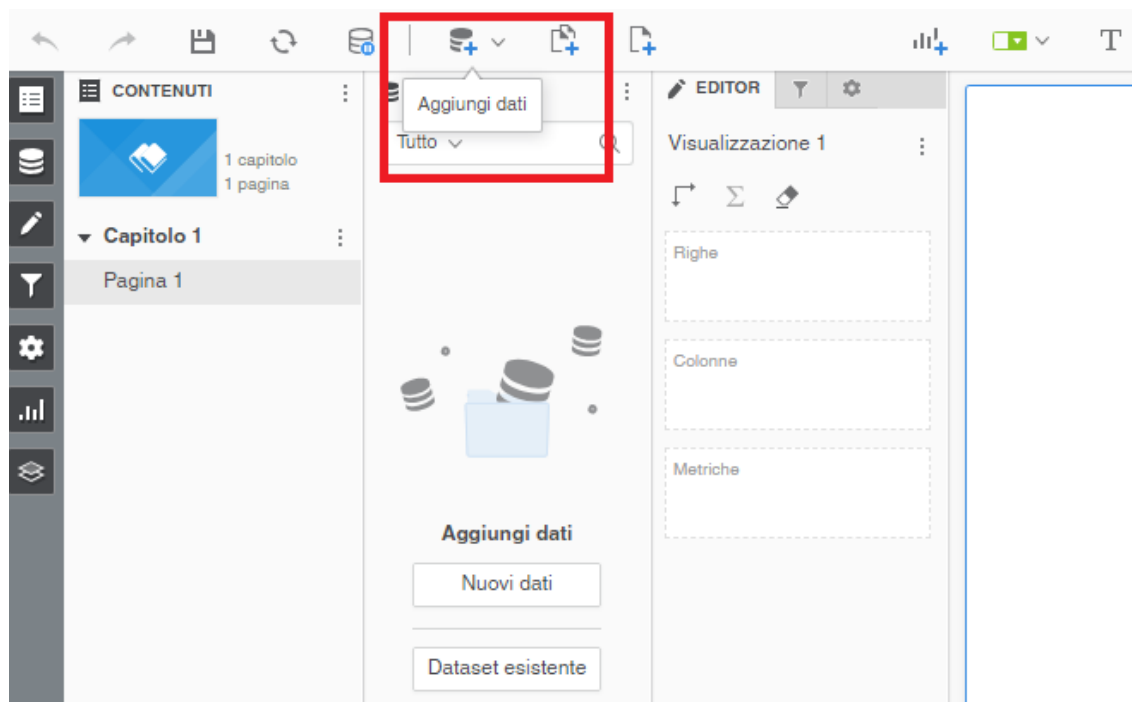 CONTENUTI
1 capitolo
1 pagina
Capitolo 1
Pagina 1
Aggiungi dati
Tutto
Aggiungi dati
Nuovi dati
Dataset esistente
EDITOR
Visualizzazione 1
Righe
Colonne
Metriche
T